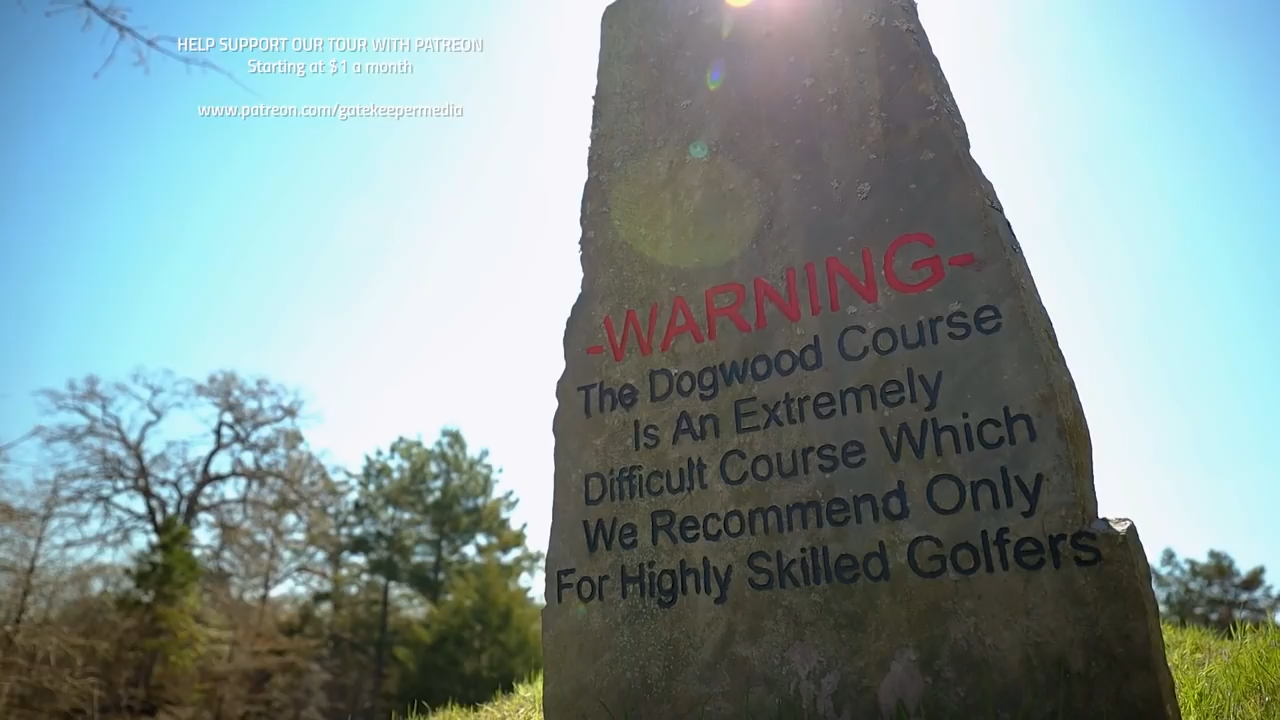 HELP SUPPORT OUR TOUR WITH PATREON
Starting at $1 a month
www.patreon.com/gatekeepermedia
-WARNING-
The Dogwood Course
Is An Extremely
Difficult Course Which
We Recommend Only
For Highly Skilled Golfers